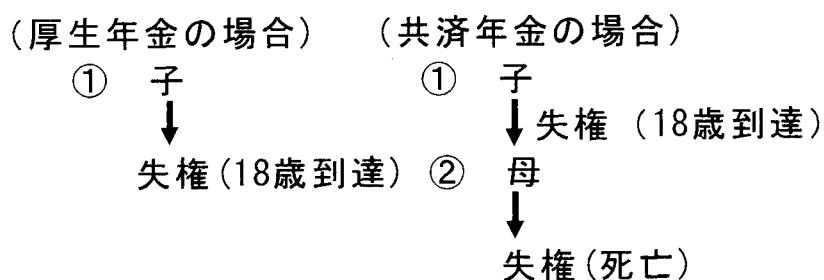 (厚生年金の場合) (共済年金の場合)
① 子 ① 子
失権 (18歳到達)
失権(18歳到達) ② 母
失権(死亡)